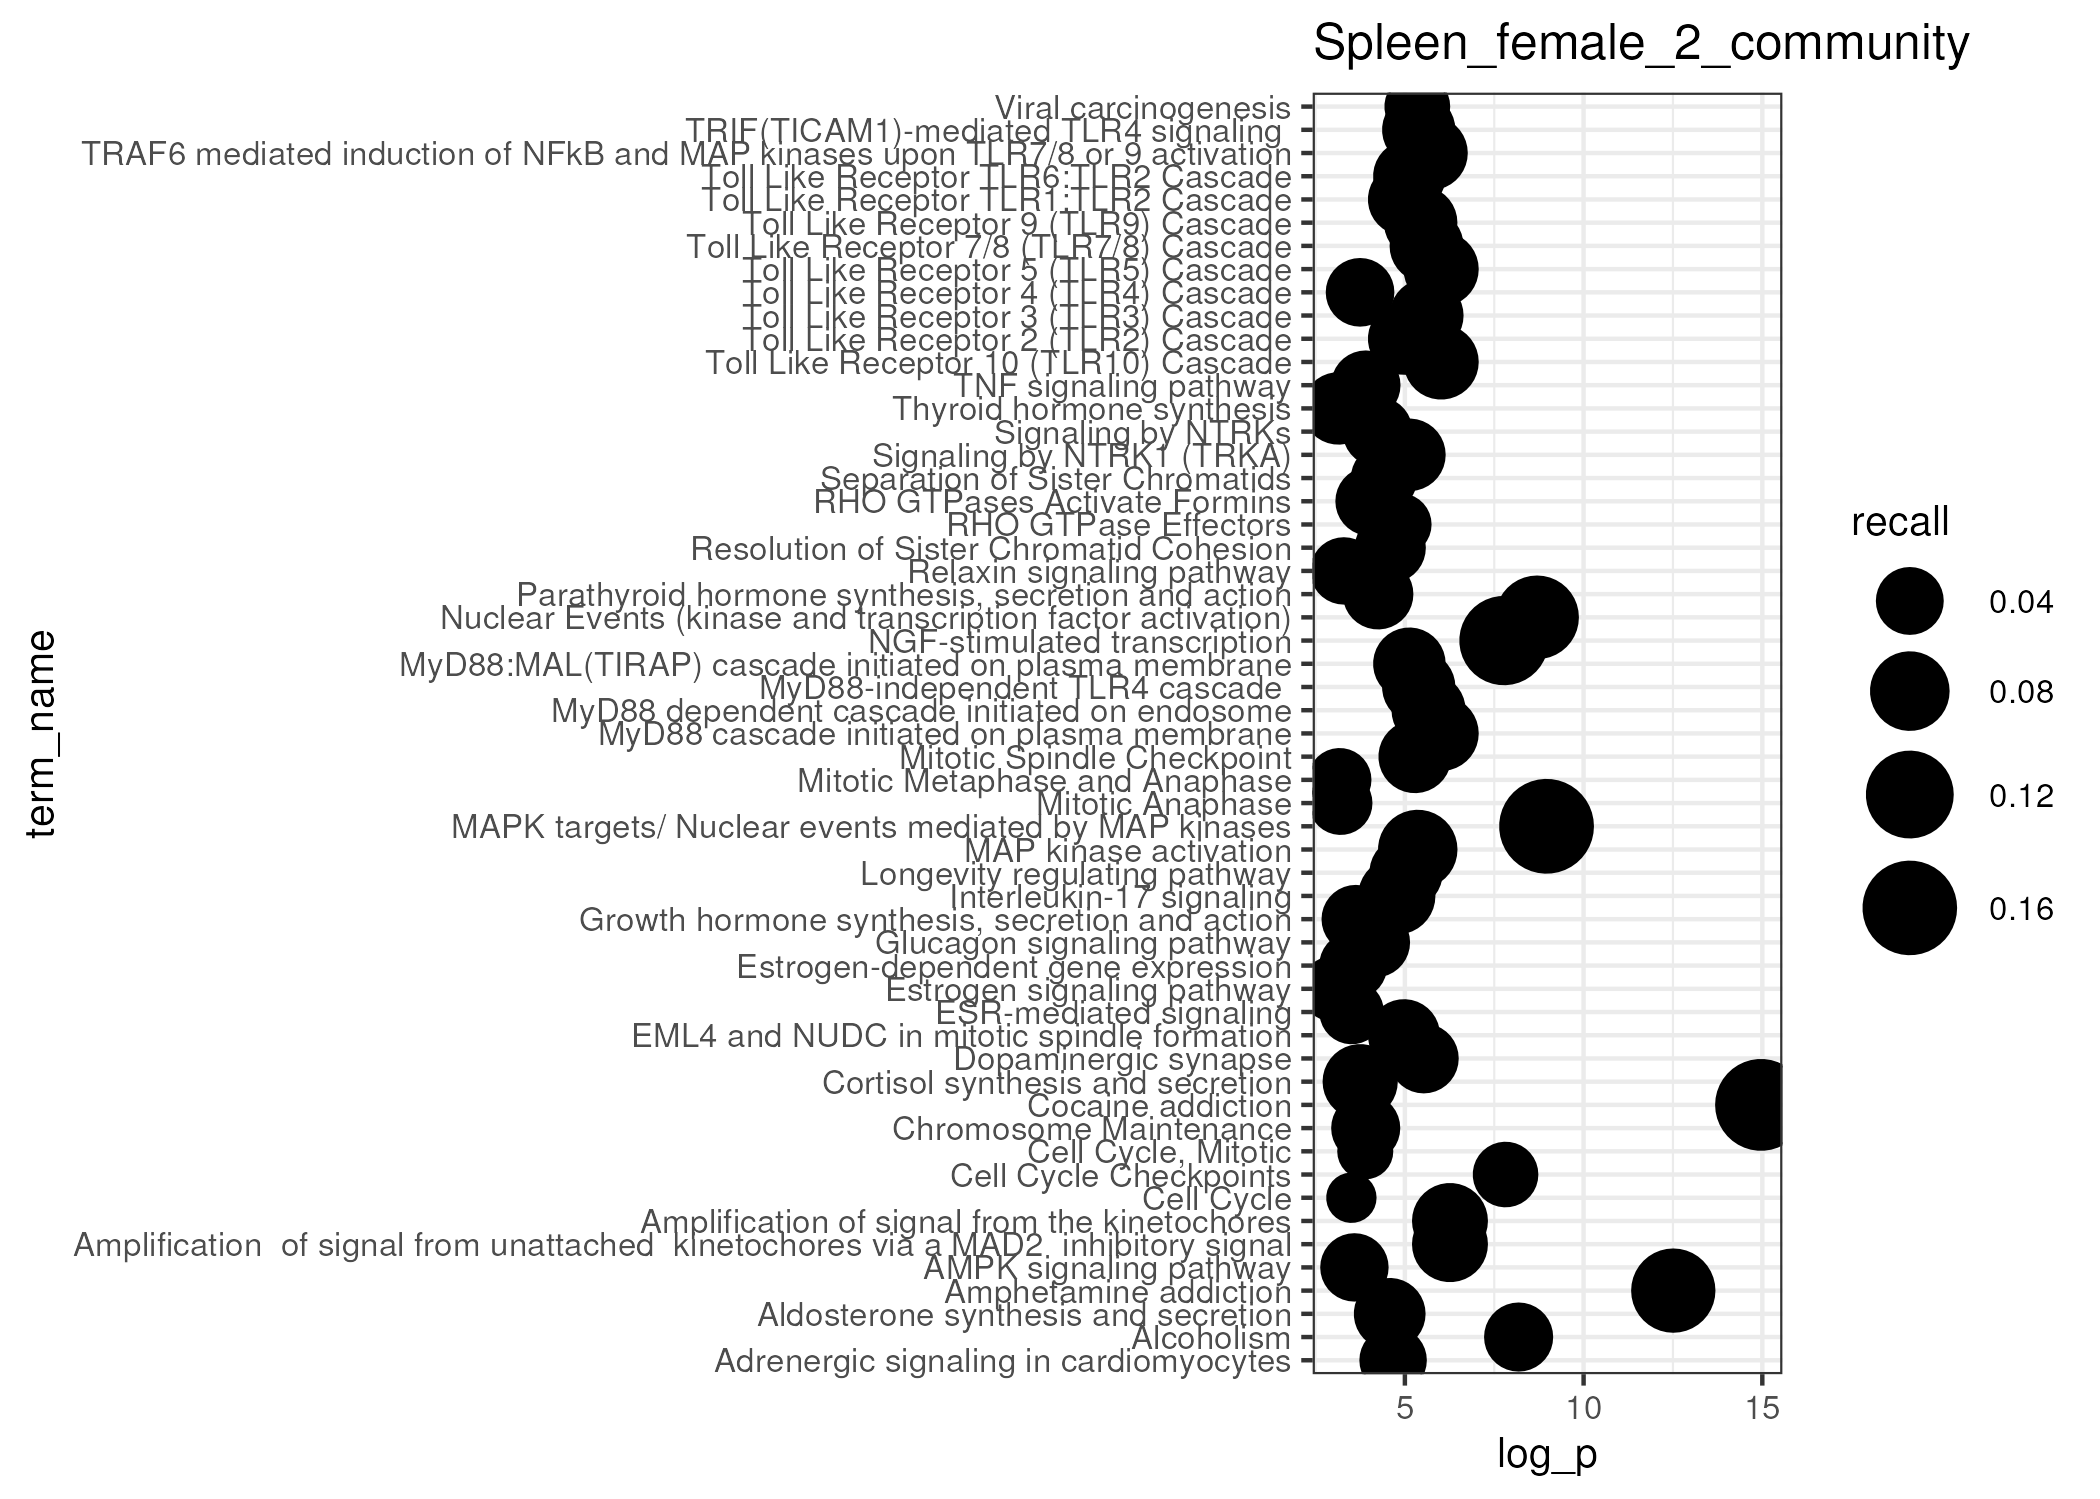 Spleen_female_2_community
Viral carcinogenesis
TRIF(TICAM1)-mediated TLR4 signaling
TRAF6 mediated induction of NFkB and MAP kinases upon TLR7/8 or 9 activation
Toll Like Receptor TLR6:TLR2 Cascade
Toll Like Receptor TLR1:TLR2 Cascade
Toll Like Receptor 9 (TLR9) Cascade
Toll Like Receptor 7/8 (TLR7/8) Cascade
Toll Like Receptor 5 (TLR5) Cascade
Toll Like Receptor 4 (TLR4) Cascade
Toll Like Receptor 3 (TLR3) Cascade
Toll Like Receptor 2 (TLR2) Cascade
Toll Like Receptor 10 (TLR10) Cascade
TNF signaling pathway
Thyroid hormone synthesis
Signaling by NTRKs
Signaling by NTRK1 (TRKA)
Separation of Sister Chromatids
RHO GTPases Activate Formins
RHO GTPase Effectors
Resolution of Sister Chromatid Cohesion
Relaxin signaling pathway
Parathyroid hormone synthesis, secretion and action
Nuclear Events (kinase and transcription factor activation)
NGF-stimulated transcription
MyD88:MAL(TIRAP) cascade initiated on plasma membrane
MyD88-independent TLR4 cascade
MyD88 dependent cascade initiated on endosome
MyD88 cascade initiated on plasma membrane
Mitotic Spindle Checkpoint
Mitotic Metaphase and Anaphase
Mitotic Anaphase
MAPK targets/ Nuclear events mediated by MAP kinases
MAP kinase activation
Longevity regulating pathway
Interleukin-17 signaling
Growth hormone synthesis, secretion and action
Glucagon signaling pathway
Estrogen-dependent gene expression
Estrogen signaling pathway
ESR-mediated signaling
EML4 and NUDC in mitotic spindle formation
Dopaminergic synapse
Cortisol synthesis and secretion
Cocaine addiction
Chromosome Maintenance
Cell Cycle, Mitotic
Cell Cycle Checkpoints
Cell Cycle
Amplification of signal from the kinetochores
Amplification  of signal from unattached  kinetochores via a MAD2  inhibitory signal
AMPK signaling pathway
Amphetamine addiction
Aldosterone synthesis and secretion
Alcoholism
Adrenergic signaling in cardiomyocytes
term_name
5 10 15
log_p
recall
0.04
0.08
0.12
0.16